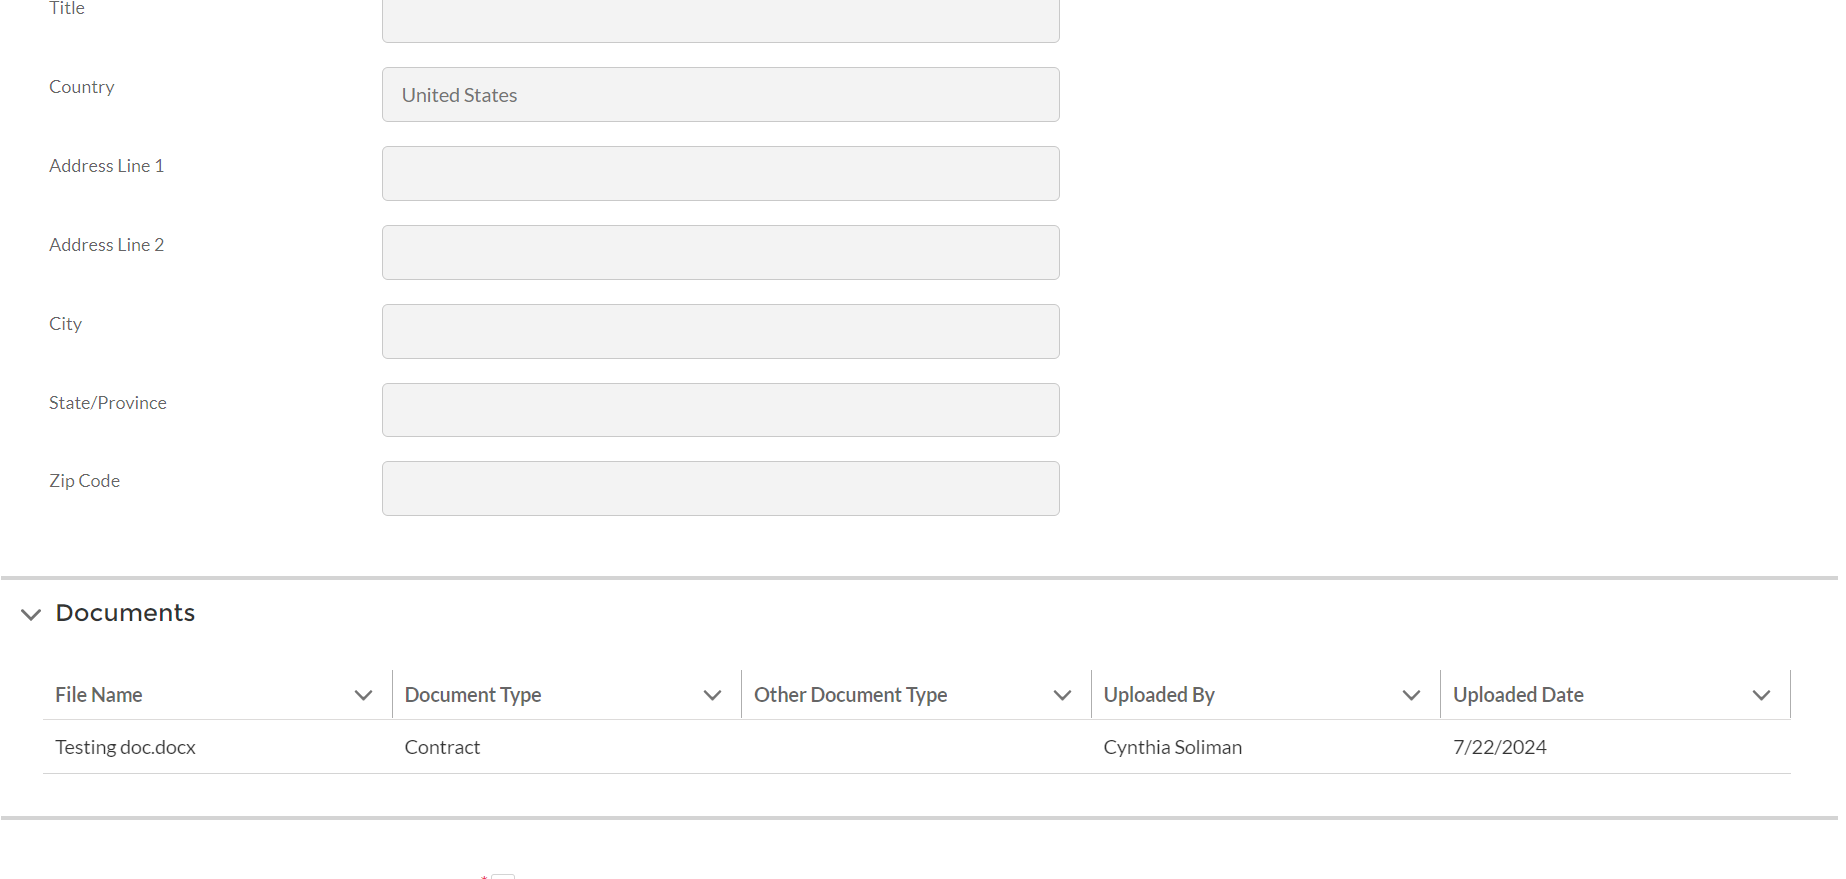 Title
Country
United States
Address Line 1
Address Line 2
City
State/Province
Zip Code
Documents
File Name Document Type Other Document Type Uploaded By Uploaded Date
Testing doc.docx Contract Cynthia Soliman 7/22/2024
*